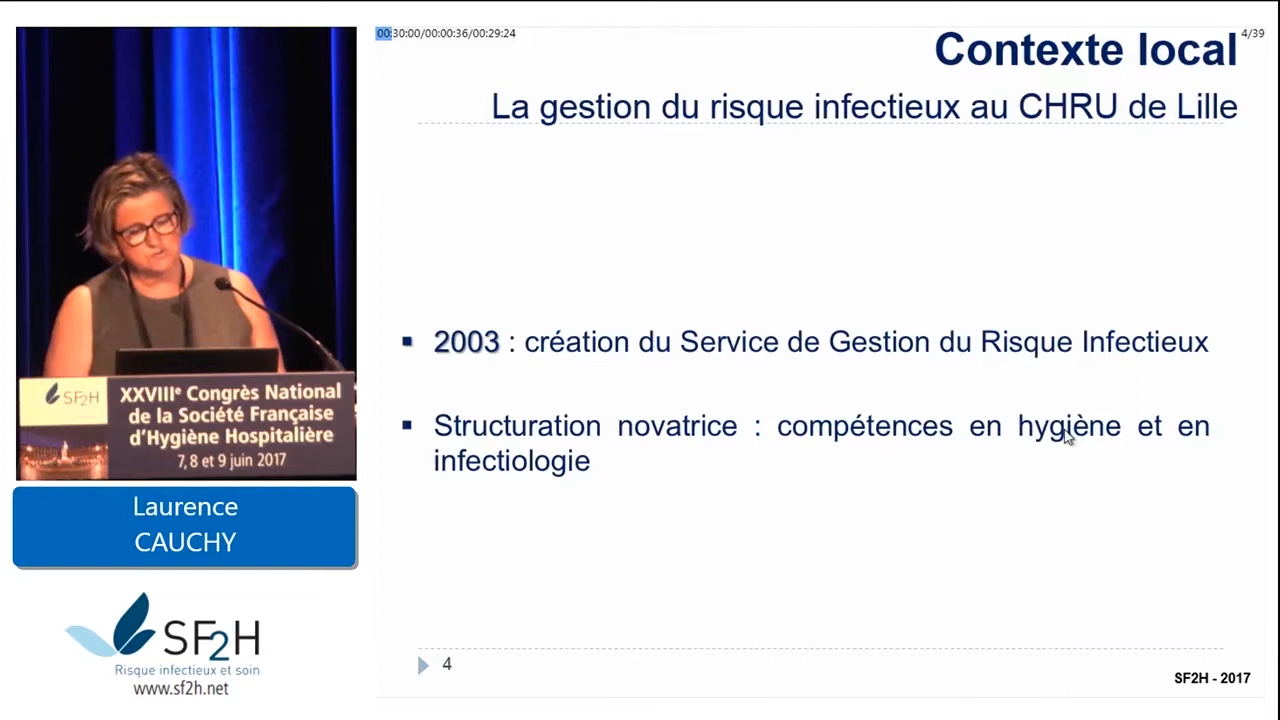 00:30:00/00:00:36/00:29:24
4/39
Contexte local
La gestion du risque infectieux au CHRU de Lille
▪ 2003 : création du Service de Gestion du Risque Infectieux
▪ Structuration novatrice : compétences en hygiène et en
infectiologie
4
SF2H - 2017
SF2H
XXVIIIe Congrès National
de la Société Française
d'Hygiène Hospitalière
7, 8 et 9 juin 2017
Laurence
CAUCHY
SF2H
Risque infectieux et soin
www.sf2h.net